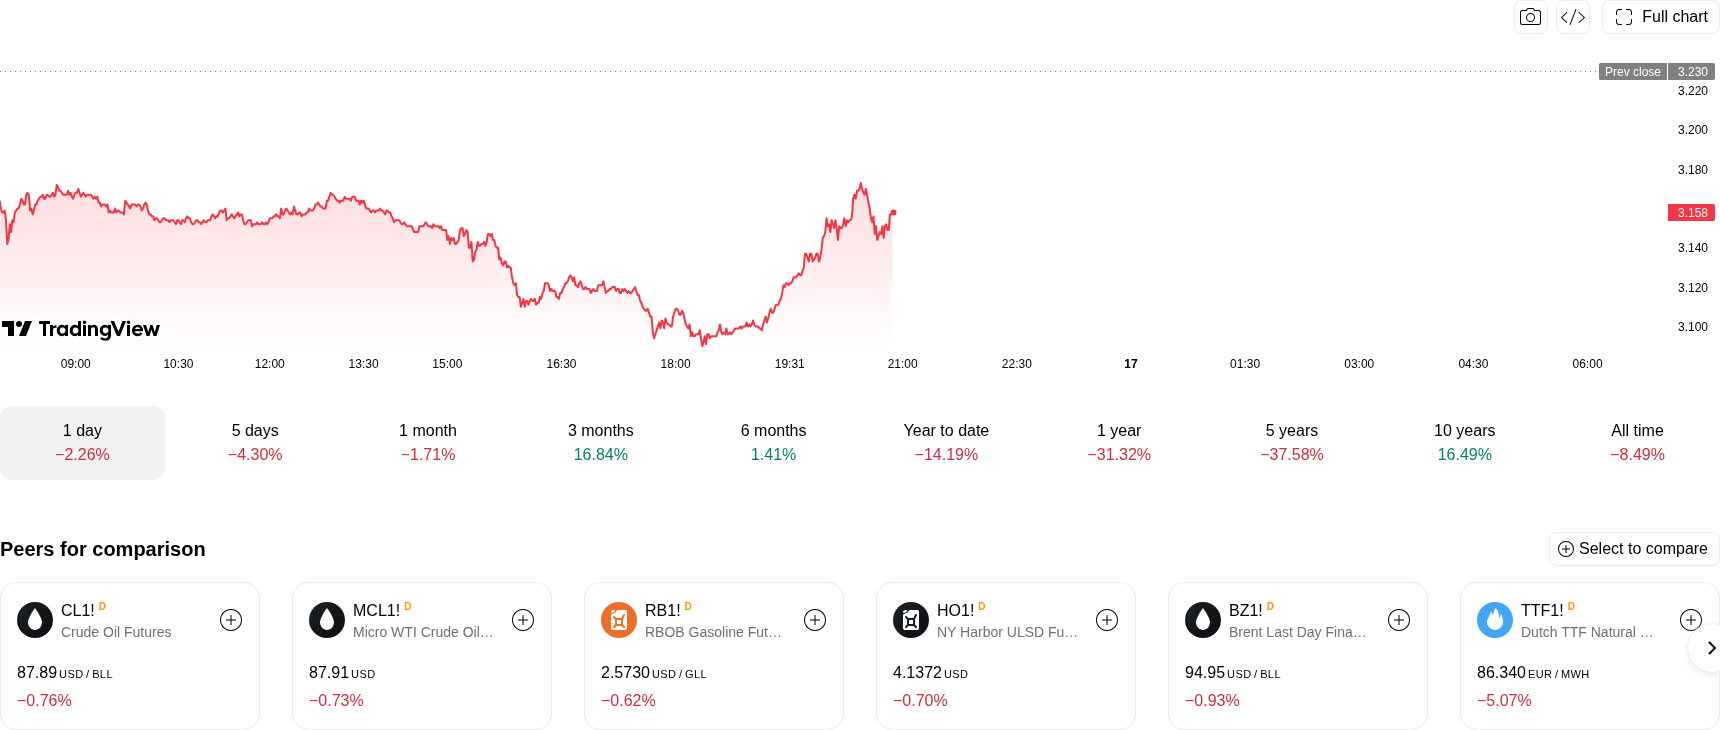 Full chart
Prev close 3.230
3.220
3.200
3.180
3.158
3.140
3.120
3.100
TradingView
09:00 10:30 12:00 13:30 15:00 16:30 18:00 19:31 21:00 22:30 17 01:30 03:00 04:30 06:00
1 day 5 days 1 month 3 months 6 months Year to date 1 year 5 years 10 years All time
−2.26% −4.30% −1.71% 16.84% 1.41% −14.19% −31.32% −37.58% 16.49% −8.49%
Peers for comparison
Select to compare
CL1! D
Crude Oil Futures
87.89 USD / BLL
−0.76%
MCL1! D
Micro WTI Crude Oil…
87.91 USD
−0.73%
RB1! D
RBOB Gasoline Fut…
2.5730 USD / GLL
−0.62%
HO1! D
NY Harbor ULSD Fu…
4.1372 USD
−0.70%
BZ1! D
Brent Last Day Fina…
94.95 USD / BLL
−0.93%
TTF1! D
Dutch TTF Natural …
86.340 EUR / MWH
−5.07%